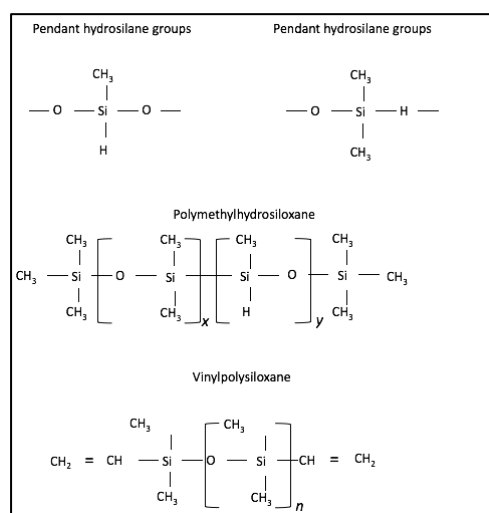 Pendant hydrosilane groups Pendant hydrosilane groups
CH₃ CH₃
O Si O O Si H
H CH₃
Polymethylhydrosiloxane
CH₃ CH₃ CH₃ CH₃
CH₃ Si O Si Si O Si CH₃
CH₃ CH₃ H CH₃
x y
Vinylpolysiloxane
CH₃ CH₃
CH₂ = CH Si O Si CH = CH₂
CH₃ CH₃
n